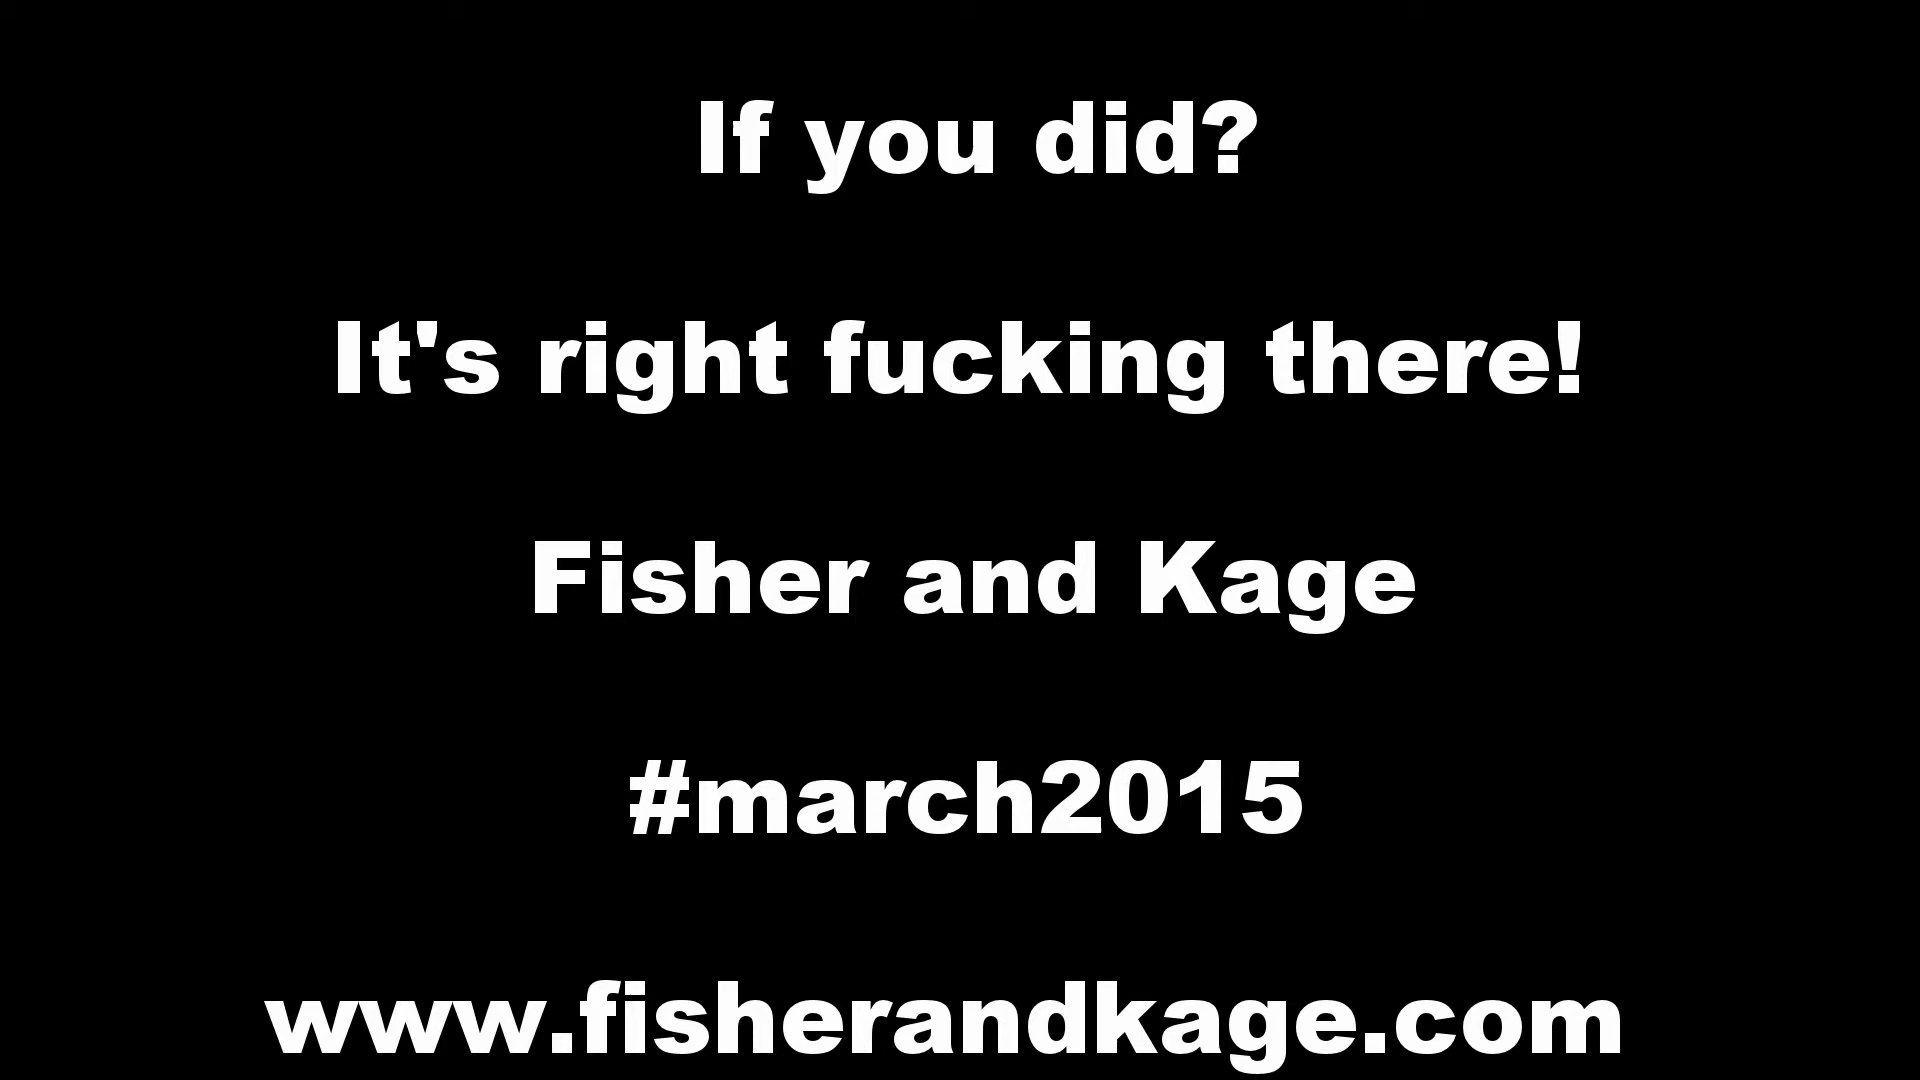 If you did?
It's right fucking there!
Fisher and Kage
#march2015
www.fisherandkage.com